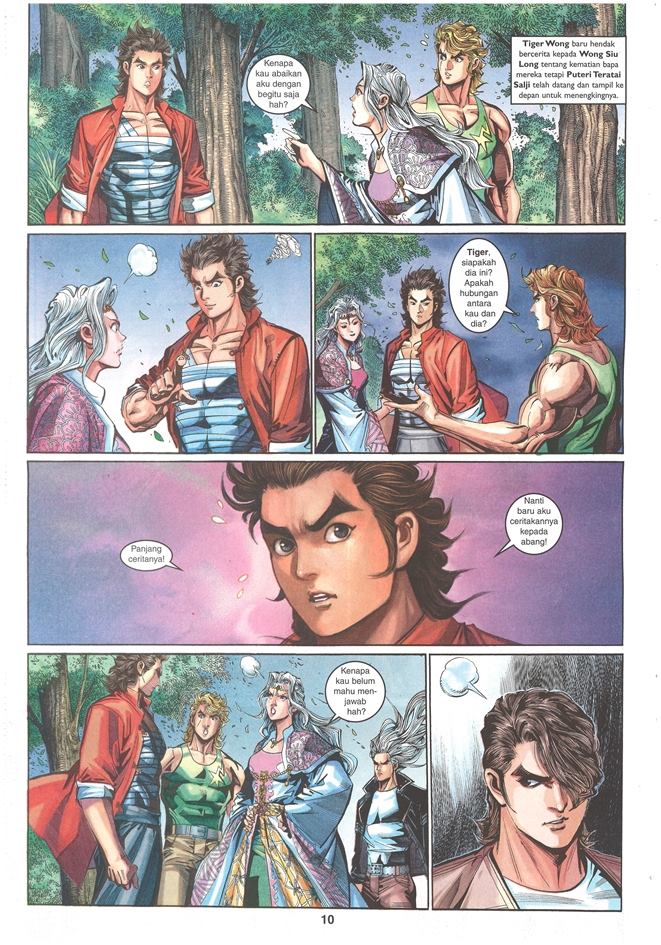 Kenapa
kau abaikan
aku dengan
begitu saja
hah?
Tiger Wong baru hendak
bercerita kepada Wong Siu
Long tentang kematian bapa
mereka tetapi Puteri Teratai
Salji telah datang dan tampil ke
depan untuk menengkingnya.
Tiger,
siapakah
dia ini?
Apakah
hubungan
antara
kau dan
dia?
Panjang
ceritanya!
Nanti
baru aku
ceritakannya
kepada
abang!
Kenapa
kau belum
mahu men-
jawab
hah?
10